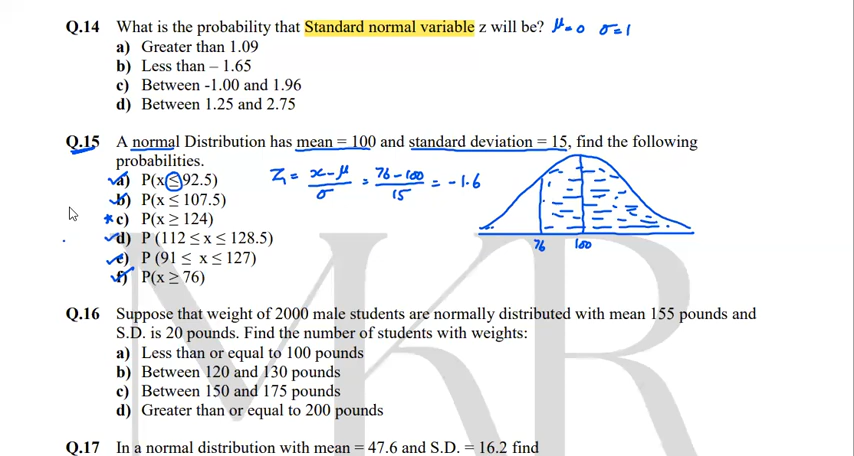 Q.14 What is the probability that Standard normal variable z will be? μ=0 σ=1
a) Greater than 1.09
b) Less than – 1.65
c) Between -1.00 and 1.96
d) Between 1.25 and 2.75
Q.15 A normal Distribution has mean = 100 and standard deviation = 15, find the following
probabilities.
a) P(x ≤ 92.5)
Z = x - μ / σ = 76 - 100 / 15 = -1.6
b) P(x ≤ 107.5)
* c) P(x ≥ 124)
d) P (112 ≤ x ≤ 128.5)
e) P (91 ≤ x ≤ 127)
f) P(x ≥ 76)
76 100
Q.16 Suppose that weight of 2000 male students are normally distributed with mean 155 pounds and
S.D. is 20 pounds. Find the number of students with weights:
a) Less than or equal to 100 pounds
b) Between 120 and 130 pounds
c) Between 150 and 175 pounds
d) Greater than or equal to 200 pounds
Q.17 In a normal distribution with mean = 47.6 and S.D. = 16.2 find
MKR